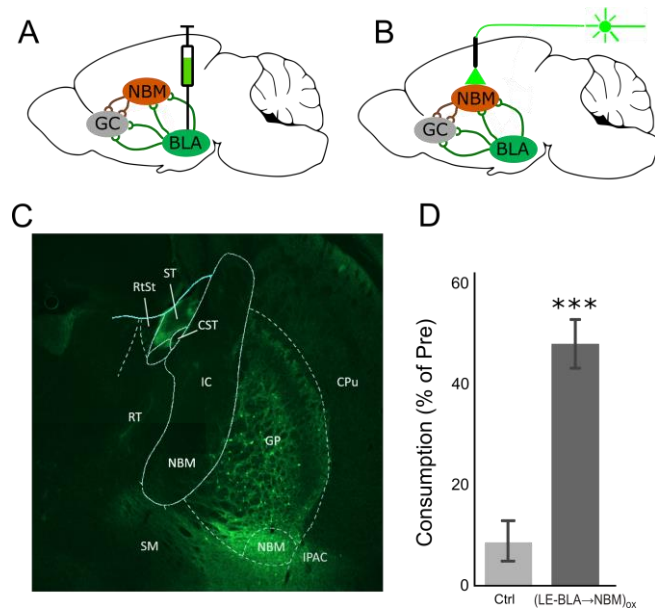 A
NBM
GC
BLA
B
NBM
GC
BLA
C
ST
RtSt
CST
IC
CPu
RT
GP
NBM
SM
NBM
IPAC
D
60
***
40
20
0
Consumption (% of Pre)
Ctrl
(LE-BLA→NBM)ox